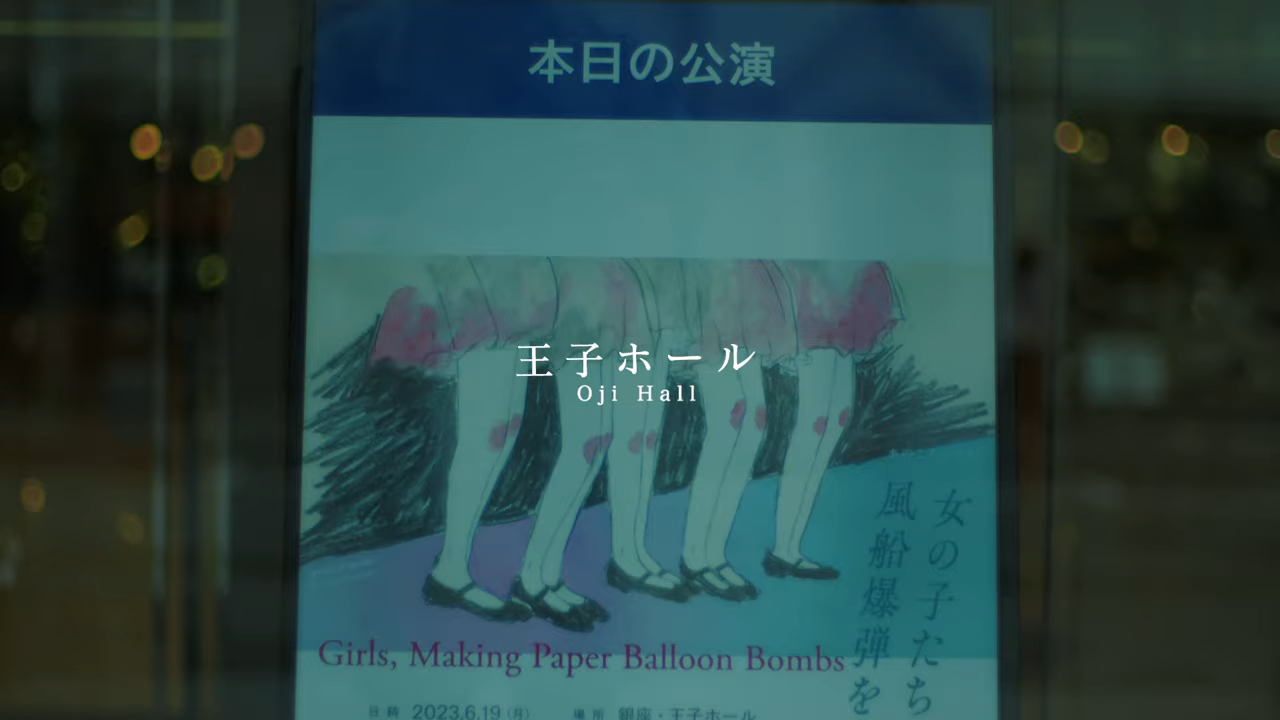 本日の公演
王子ホール
Oji Hall
女の子たち
風船爆弾を
Girls, Making Paper Balloon Bombs
日時 2023.6.19(月) 場所 銀座・王子ホール